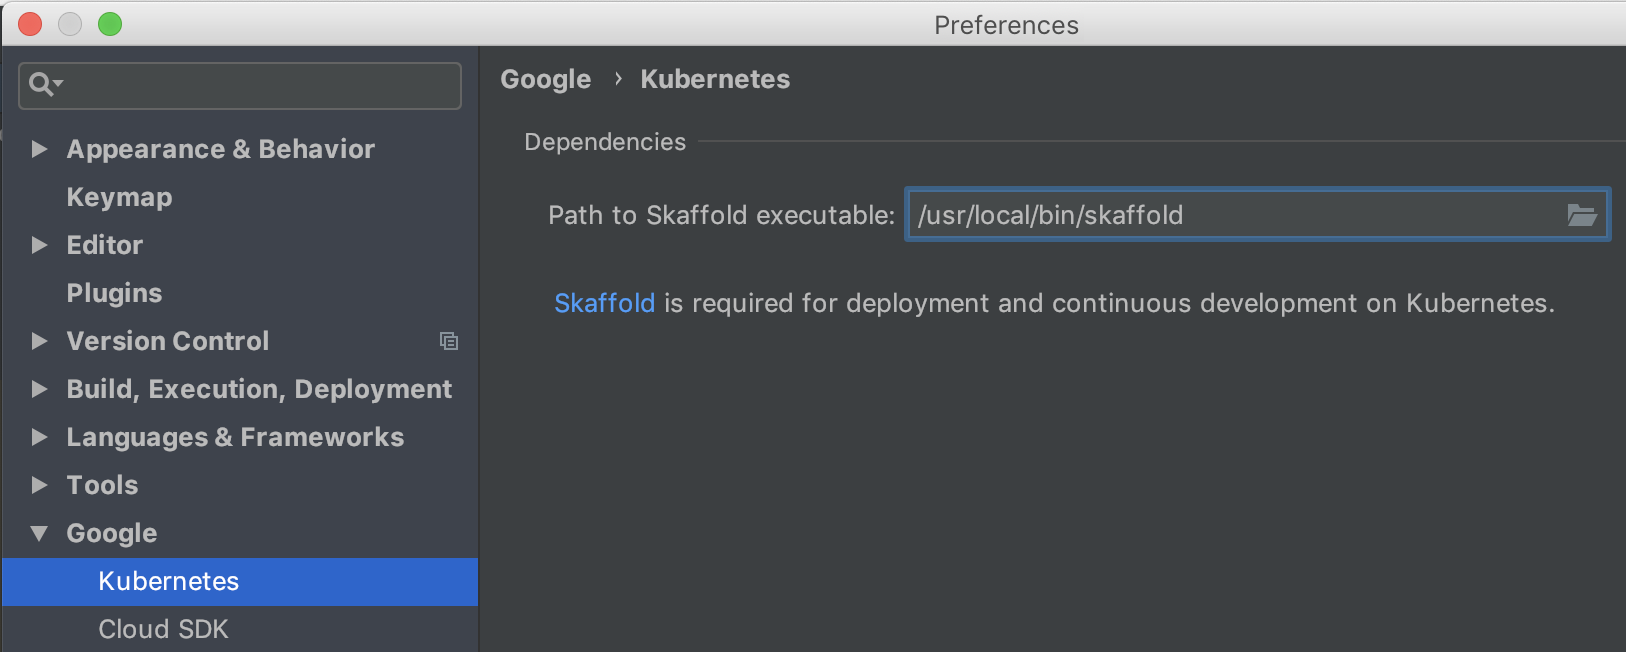 Preferences
Appearance & Behavior
Keymap
Editor
Plugins
Version Control
Build, Execution, Deployment
Languages & Frameworks
Tools
Google
Kubernetes
Cloud SDK
Google › Kubernetes
Dependencies
Path to Skaffold executable: /usr/local/bin/skaffold
Skaffold is required for deployment and continuous development on Kubernetes.